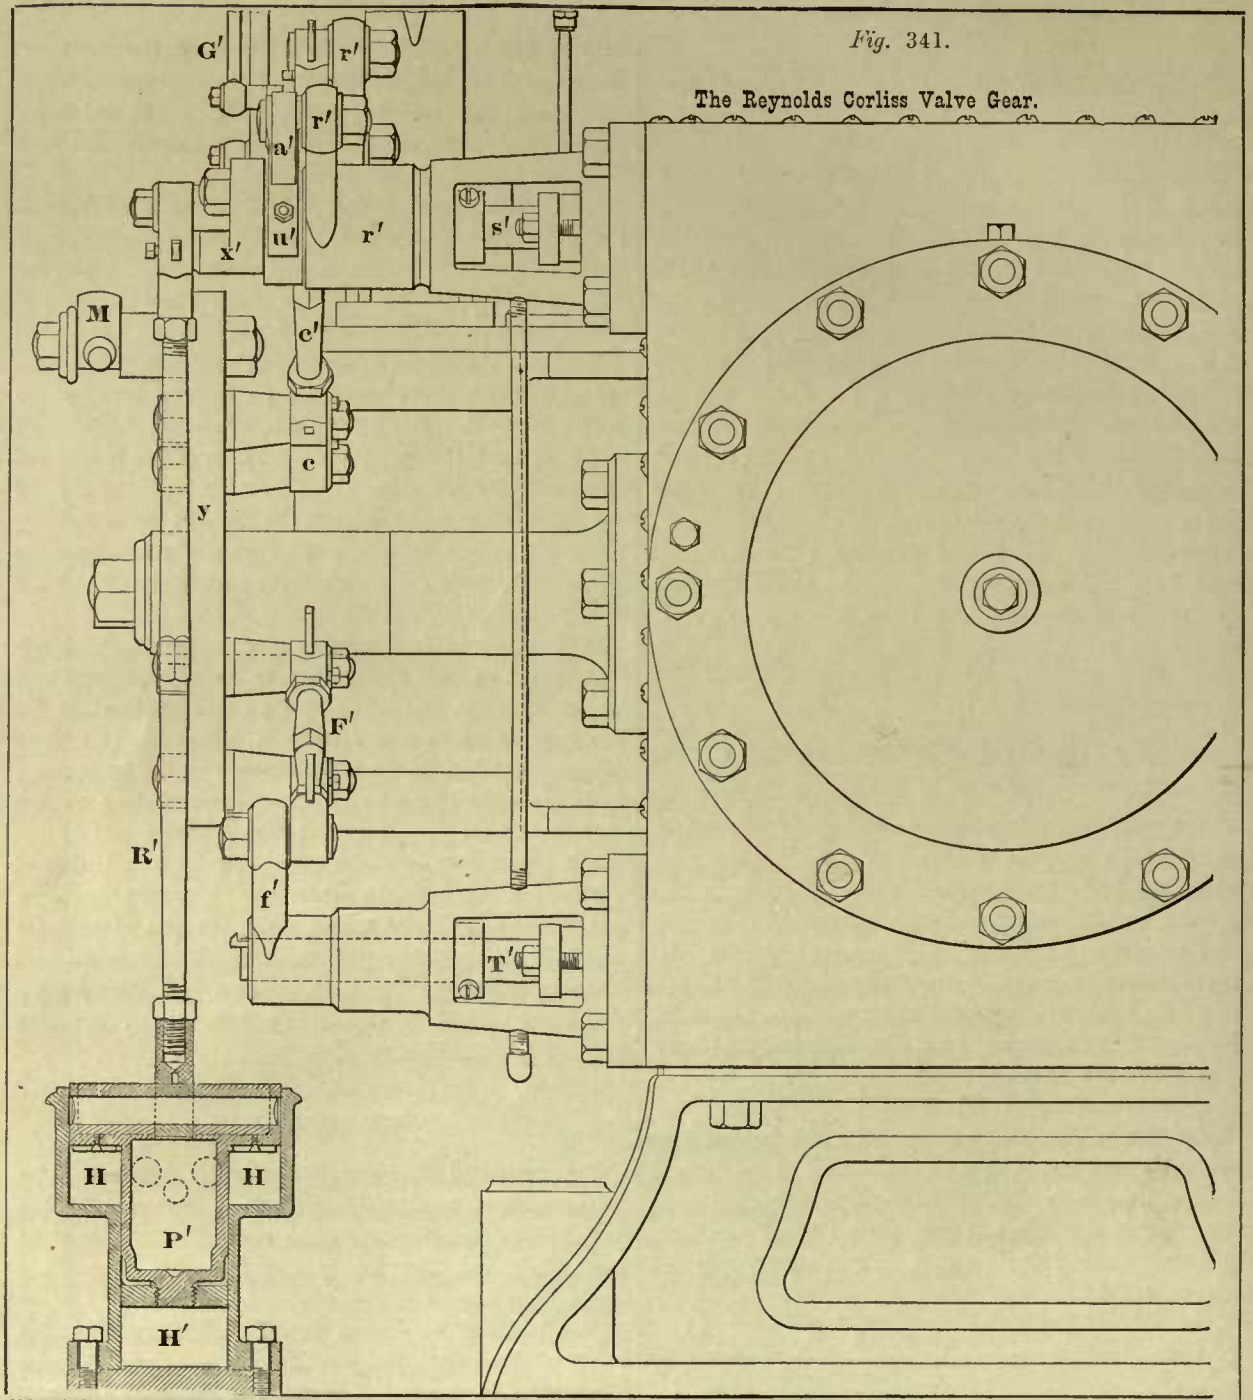 Fig. 341.
The Reynolds Corliss Valve Gear.
G'
r'
r'
a'
x'
u'
r'
s'
M
c'
c
y
F'
R'
f'
T'
H
H
P'
H'